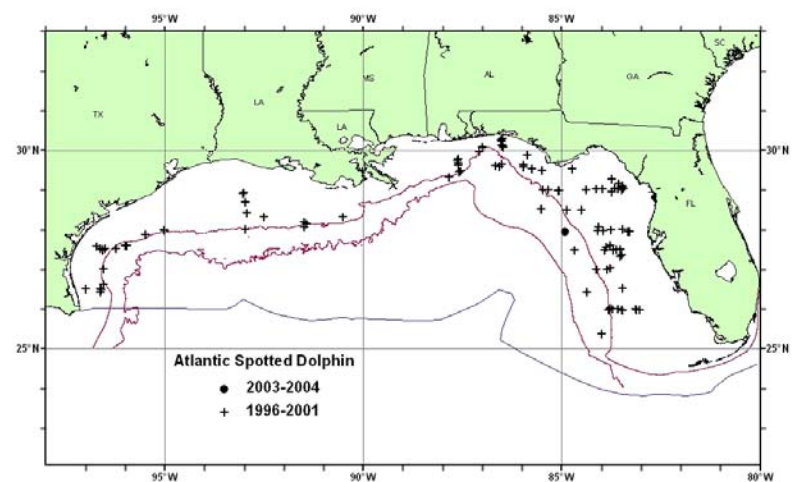 95°W 90°W 85°W
SC
MS AL GA
LA
TX
LA
30°N 30°N
FL
25°N 25°N
Atlantic Spotted Dolphin
2003-2004
1996-2001
95°W 90°W 85°W 80°W